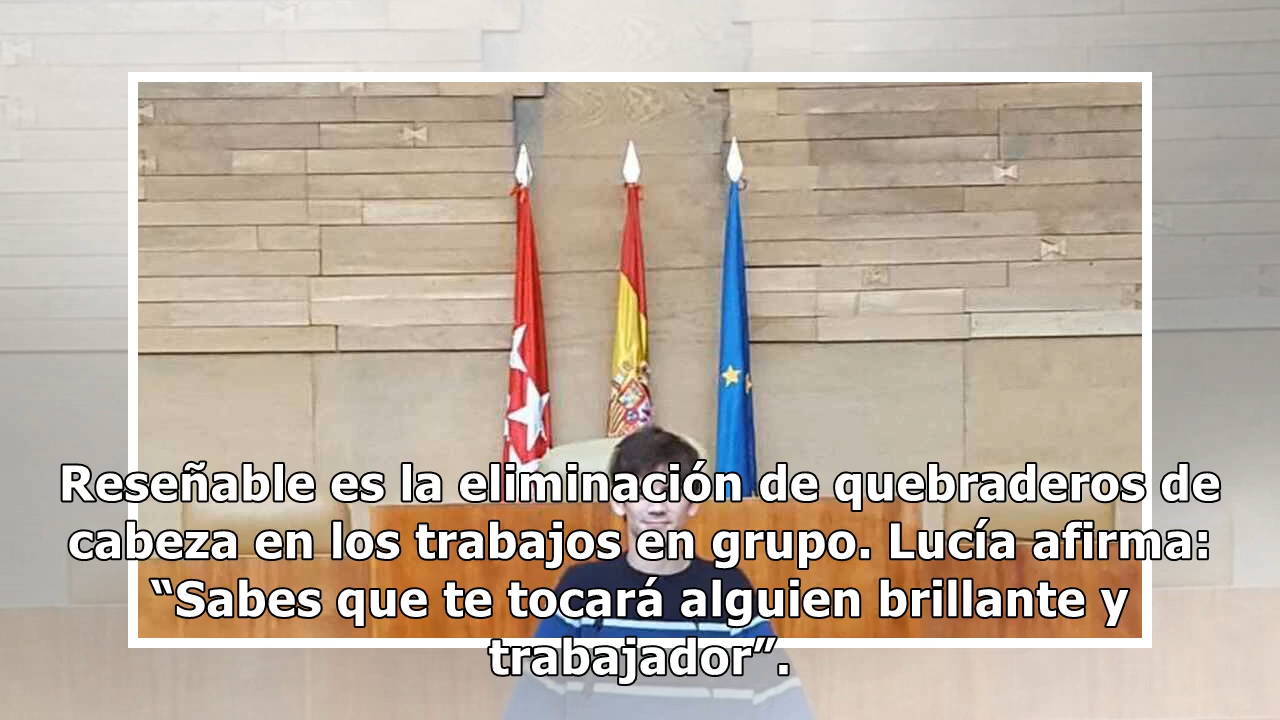 Reseñable es la eliminación de quebraderos de
cabeza en los trabajos en grupo. Lucía afirma:
“Sabes que te tocará alguien brillante y
trabajador”.